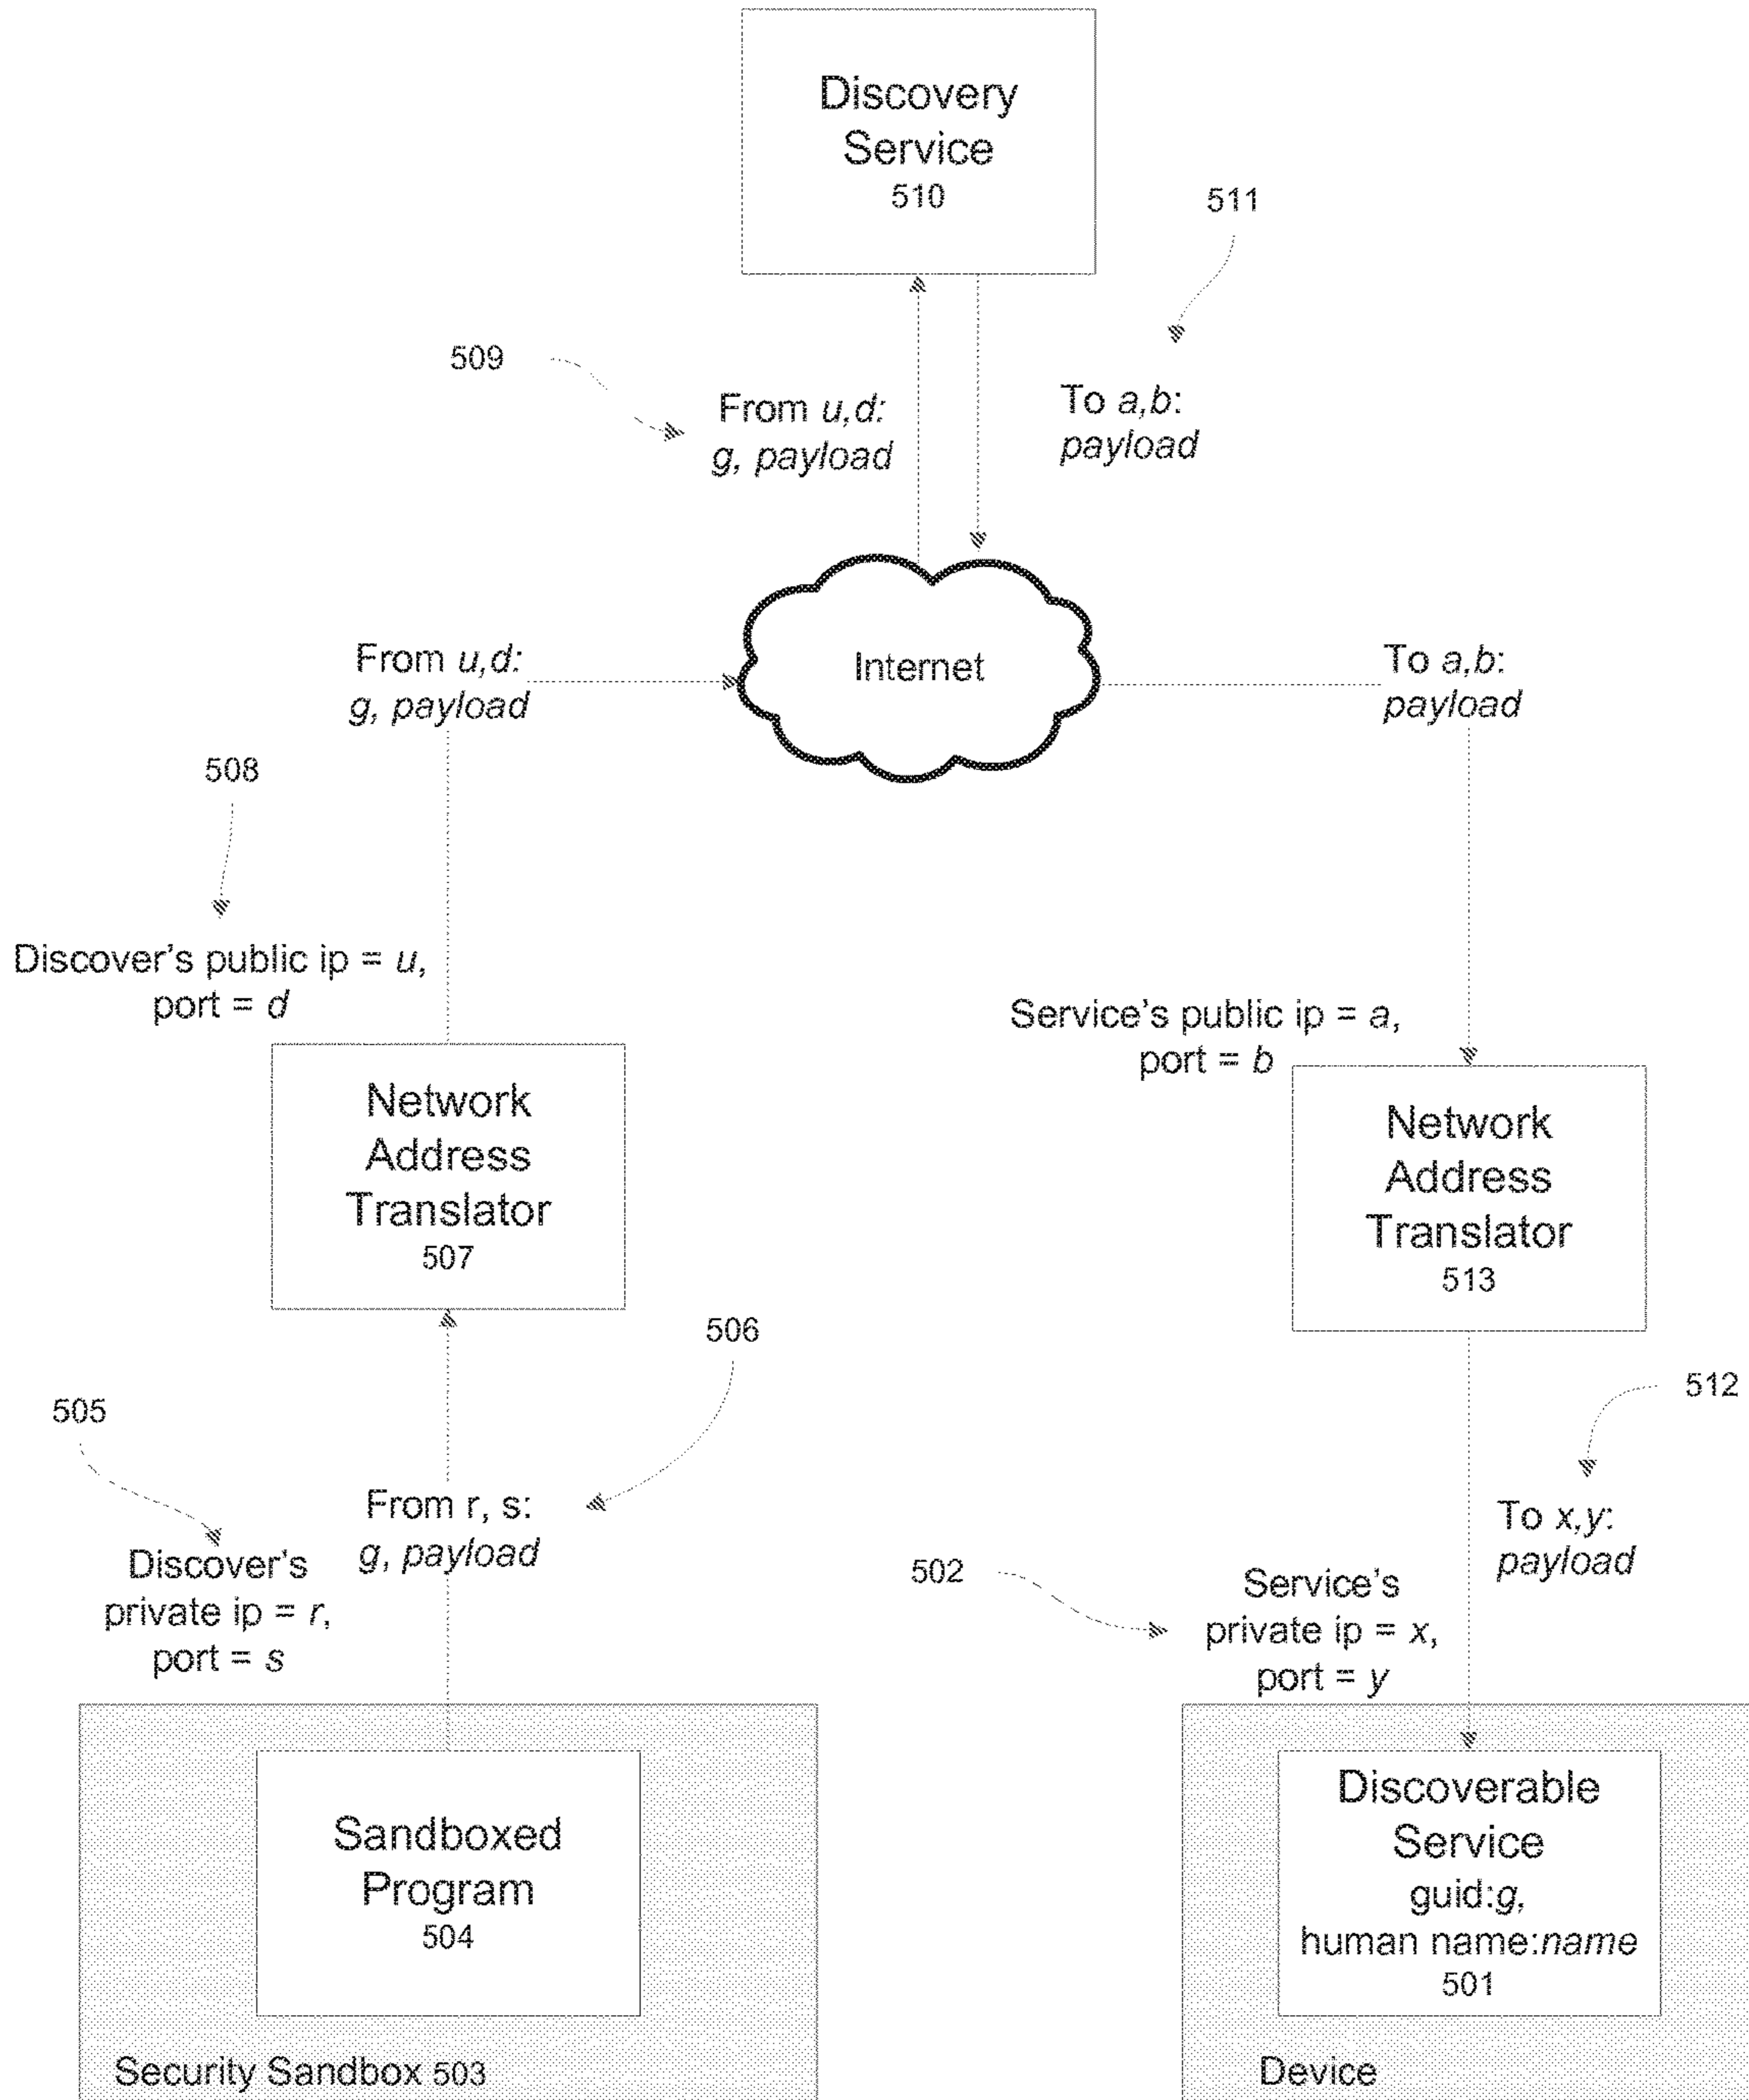 Discovery
Service
510
511
509
From u,d:
g, payload
To a,b:
payload
From u,d:
g, payload
Internet
To a,b:
payload
508
Discover's public ip = u,
port = d
Service's public ip = a,
port = b
Network
Address
Translator
507
Network
Address
Translator
513
506
505
512
From r, s:
g, payload
To x,y:
payload
Discover's
private ip = r,
port = s
502
Service's
private ip = x,
port = y
Sandboxed
Program
504
Discoverable
Service
guid:g,
human name:name
501
Security Sandbox 503
Device